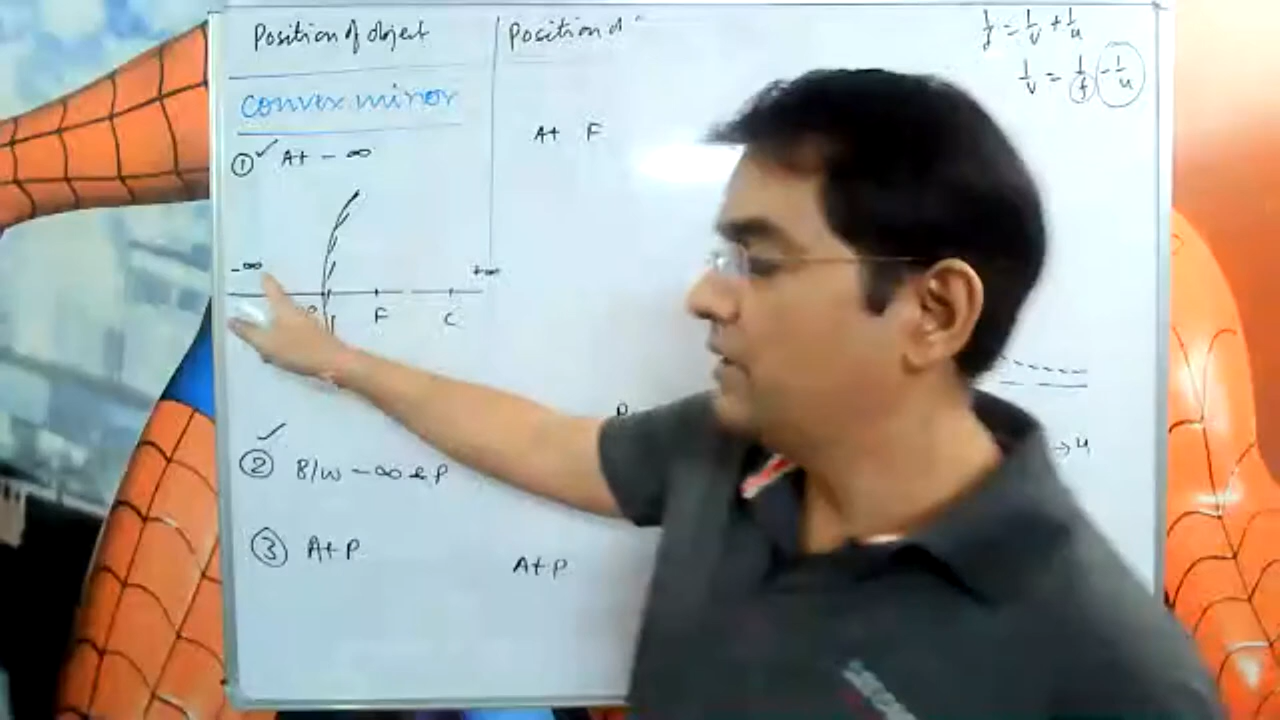 Position of object
Position of
1/f = 1/v + 1/u
1/v = 1/f - 1/u
Convex mirror
① ✓ At - ∞
At F
-∞
+∞
P
F
C
✓
② B/w - ∞ & P
→ u
③ At P
At P